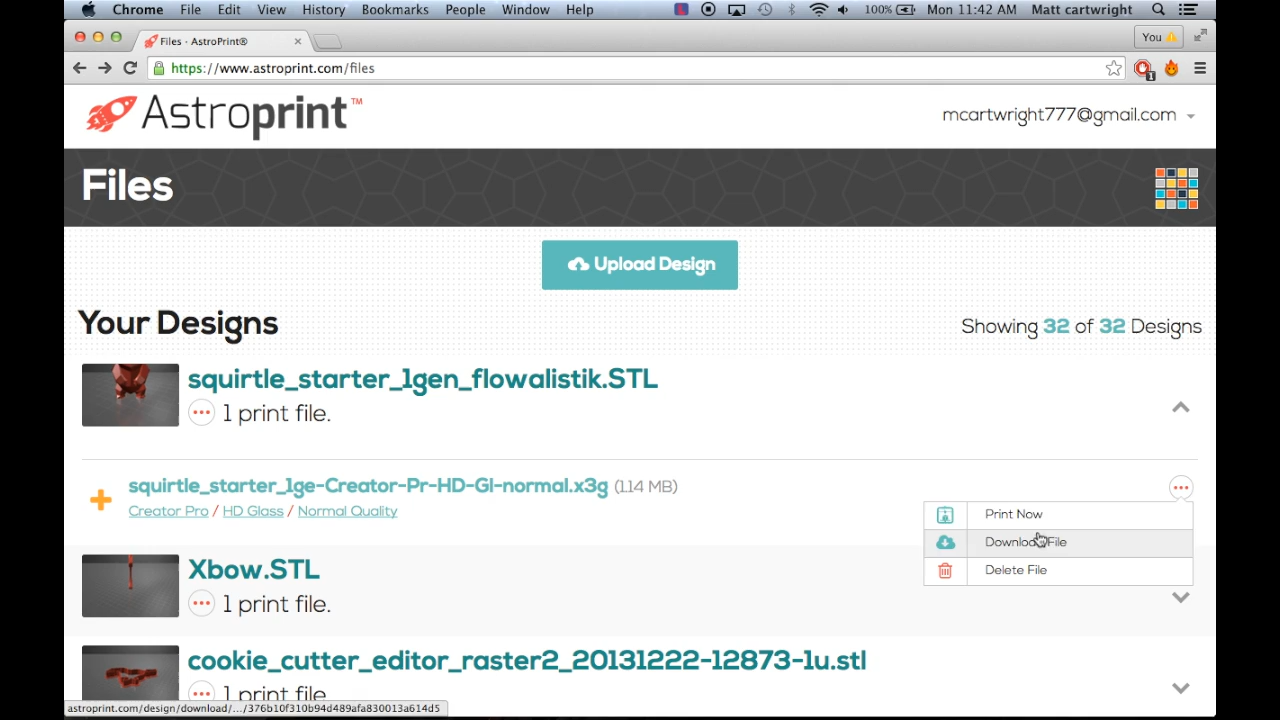 Chrome File Edit View History Bookmarks People Window Help 100% Mon 11:42 AM Matt cartwright
Files - AstroPrint® You
https://www.astroprint.com/files
Astroprint™ mcartwright777@gmail.com
Files
Upload Design
Your Designs Showing 32 of 32 Designs
squirtle_starter_1gen_flowalistik.STL
1 print file.
squirtle_starter_1ge-Creator-Pr-HD-Gl-normal.x3g (1.14 MB)
Creator Pro / HD Glass / Normal Quality
Print Now
Download File
Delete File
Xbow.STL
1 print file.
cookie_cutter_editor_raster2_20131222-12873-1u.stl
1 print file.
astroprint.com/design/download/.../376b10f310b94d489afa830013a614d5